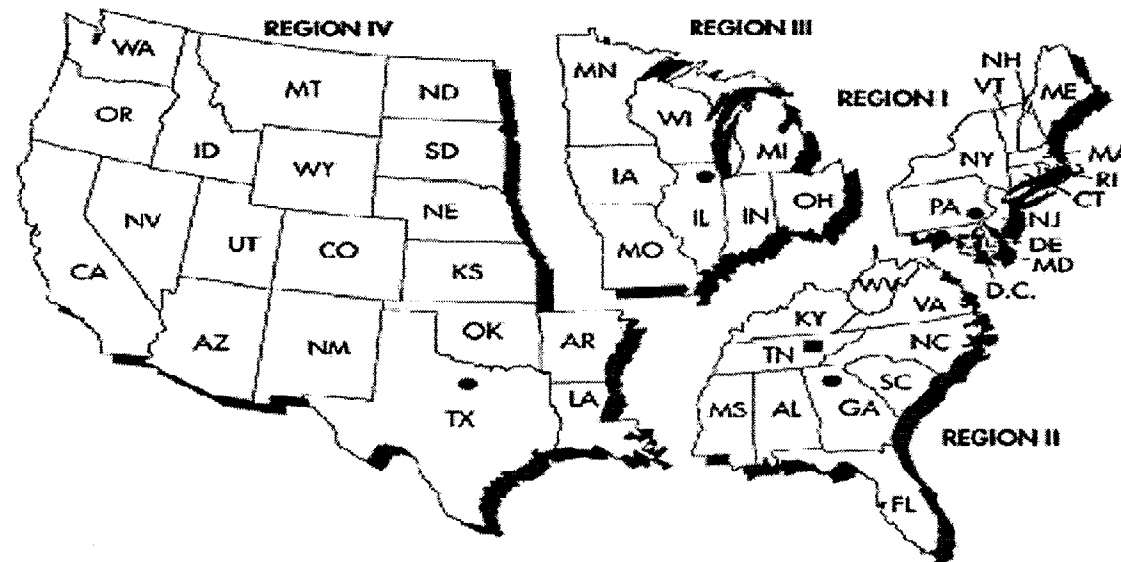 REGION IV
REGION III
REGION I
REGION II
WA
OR
CA
ID
NV
MT
WY
UT
AZ
CO
NM
ND
SD
NE
KS
OK
TX
AR
LA
MN
WI
MI
IA
IL
IN
OH
MO
NH
VT
ME
NY
MA
RI
CT
PA
NJ
DE
MD
D.C.
WV
VA
KY
NC
TN
SC
MS
AL
GA
FL